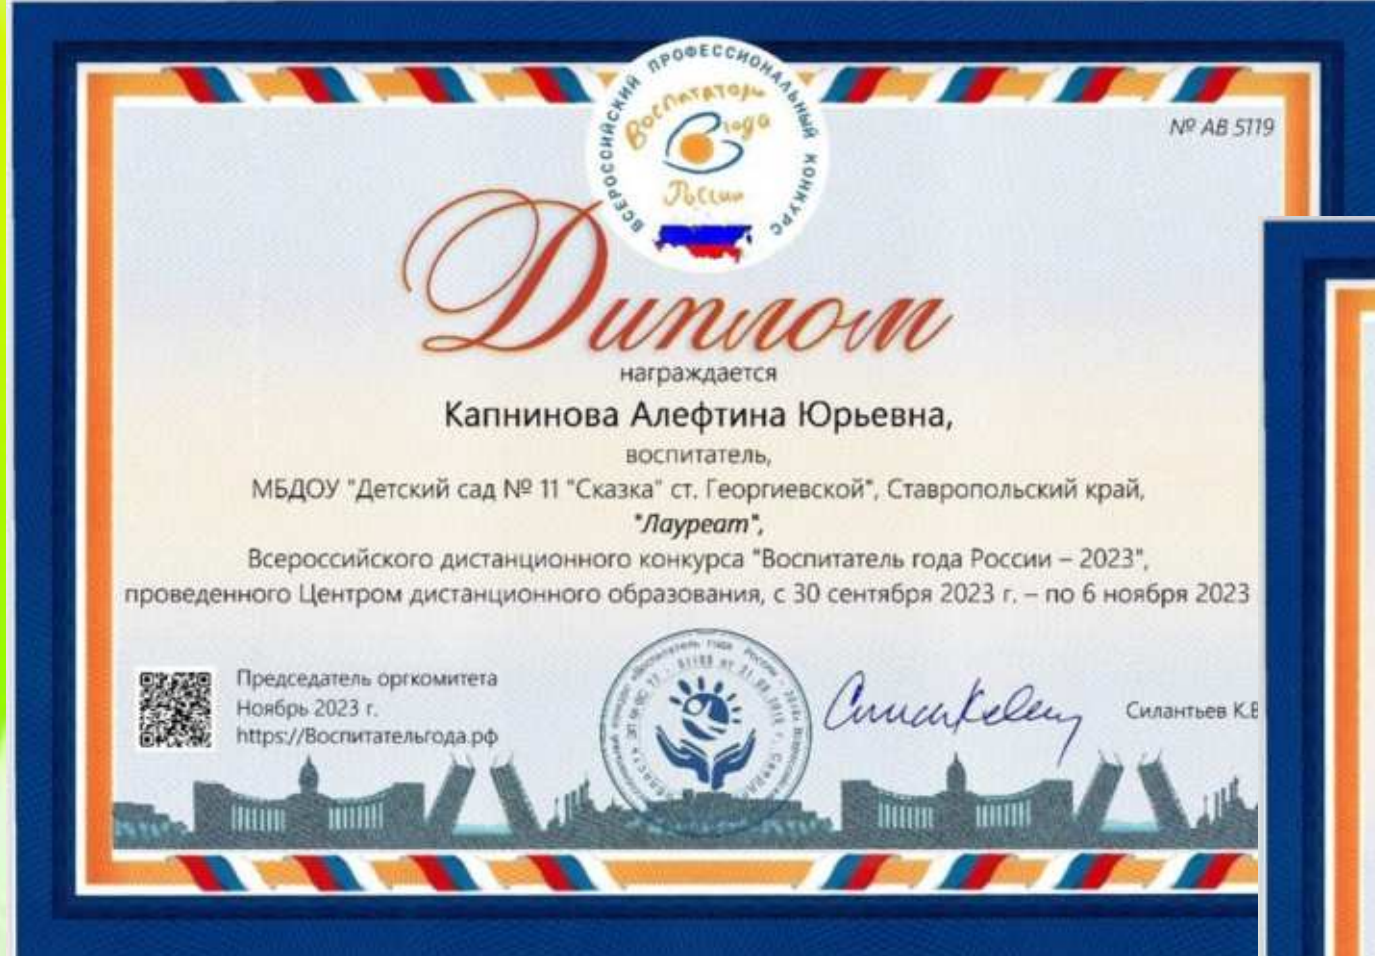 ВСЕРОССИЙСКИЙ ПРОФЕССИОНАЛЬНЫЙ КОНКУРС
Воспитатель
года
России
№ АВ 5119
Диплом
награждается
Капнинова Алефтина Юрьевна,
воспитатель,
МБДОУ "Детский сад № 11 "Сказка" ст. Георгиевской", Ставропольский край,
"Лауреат",
Всероссийского дистанционного конкурса "Воспитатель года России – 2023",
проведенного Центром дистанционного образования, с 30 сентября 2023 г. – по 6 ноября 2023
Председатель оргкомитета
Ноябрь 2023 г.
https://Воспитательгода.рф
Силантьев К.В